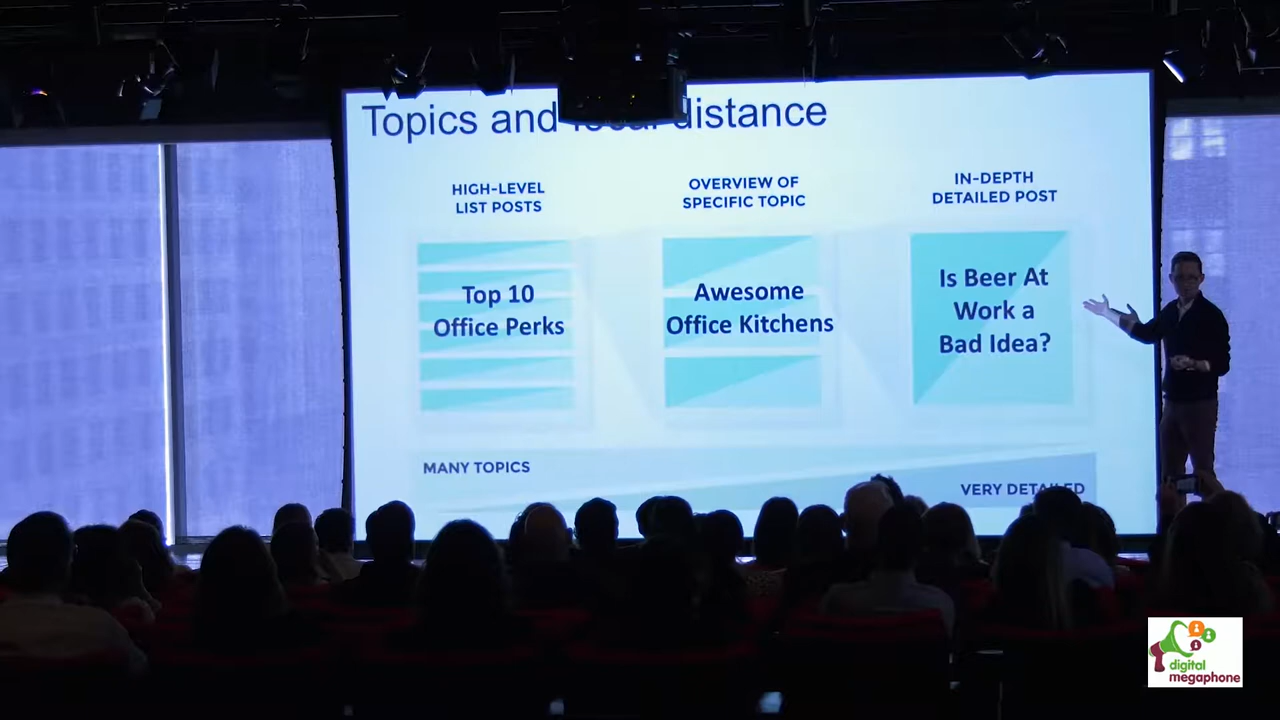 Topics and focal distance
HIGH-LEVEL
LIST POSTS
OVERVIEW OF
SPECIFIC TOPIC
IN-DEPTH
DETAILED POST
Top 10
Office Perks
Awesome
Office Kitchens
Is Beer At
Work a
Bad Idea?
MANY TOPICS
VERY DETAILED
digital
megaphone